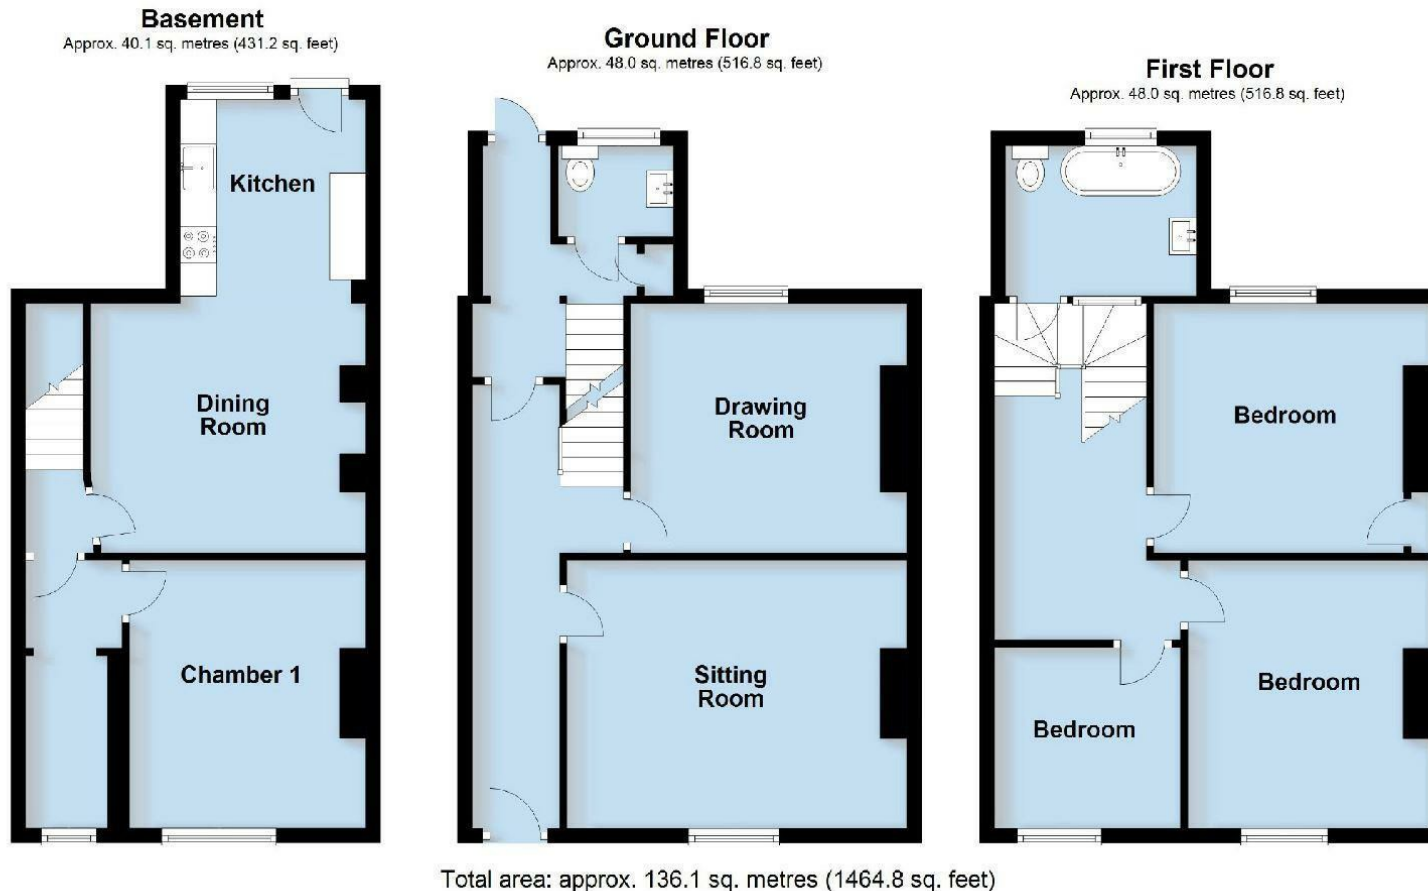 Basement
Approx. 40.1 sq. metres (431.2 sq. feet)
Kitchen
Dining
Room
Chamber 1
Ground Floor
Approx. 48.0 sq. metres (516.8 sq. feet)
Drawing
Room
Sitting
Room
First Floor
Approx. 48.0 sq. metres (516.8 sq. feet)
Bedroom
Bedroom
Bedroom
Total area: approx. 136.1 sq. metres (1464.8 sq. feet)